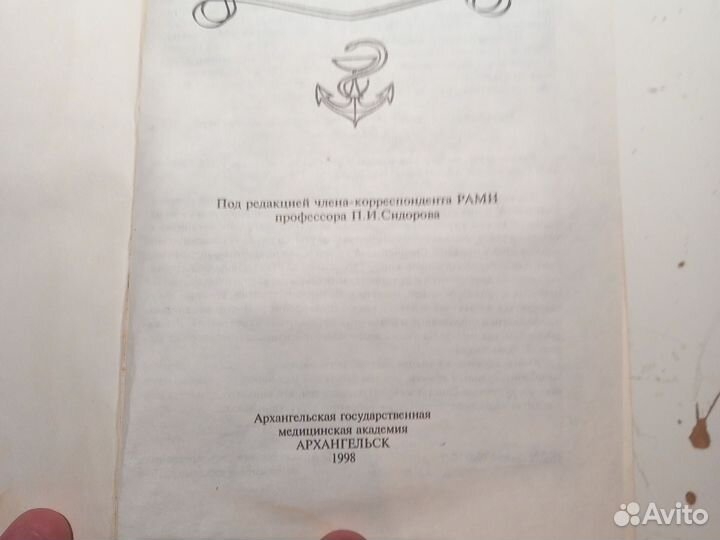 Под редакцией члена-корреспондента РАМН
профессора П.И.Сидорова
Архангельская государственная
медицинская академия
АРХАНГЕЛЬСК
1998
Avito